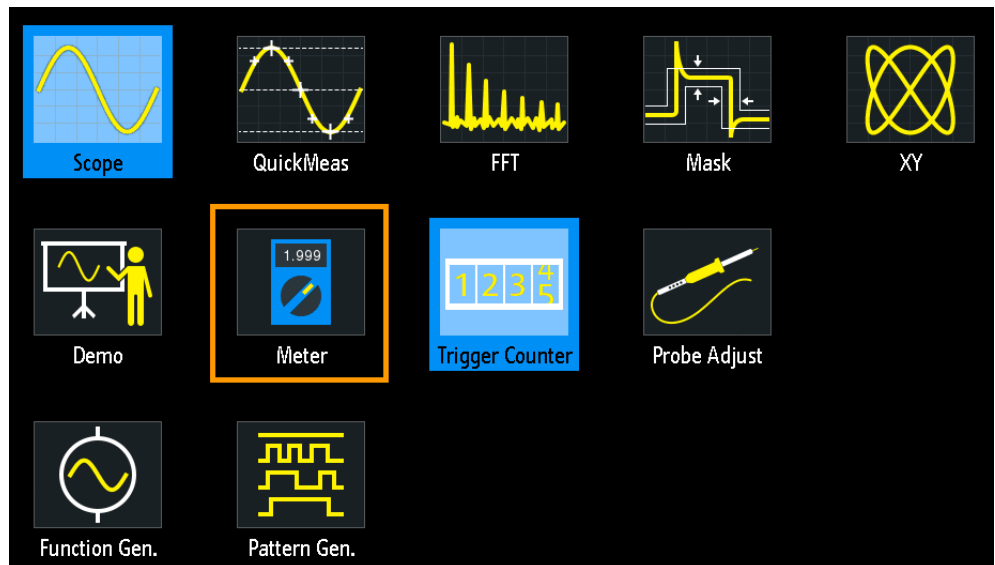 Scope
QuickMeas
FFT
Mask
XY
1.999
1 2 3 4
5
Demo
Meter
Trigger Counter
Probe Adjust
Function Gen.
Pattern Gen.